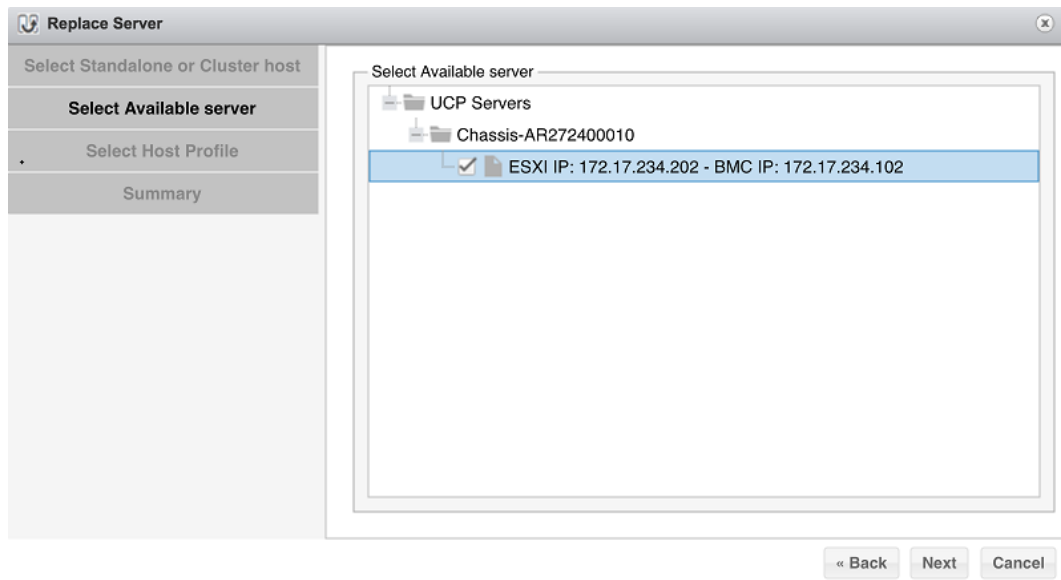 Replace Server
Select Standalone or Cluster host
Select Available server
Select Host Profile
Summary
Select Available server
UCP Servers
Chassis-AR272400010
ESXI IP: 172.17.234.202 - BMC IP: 172.17.234.102
« Back Next Cancel